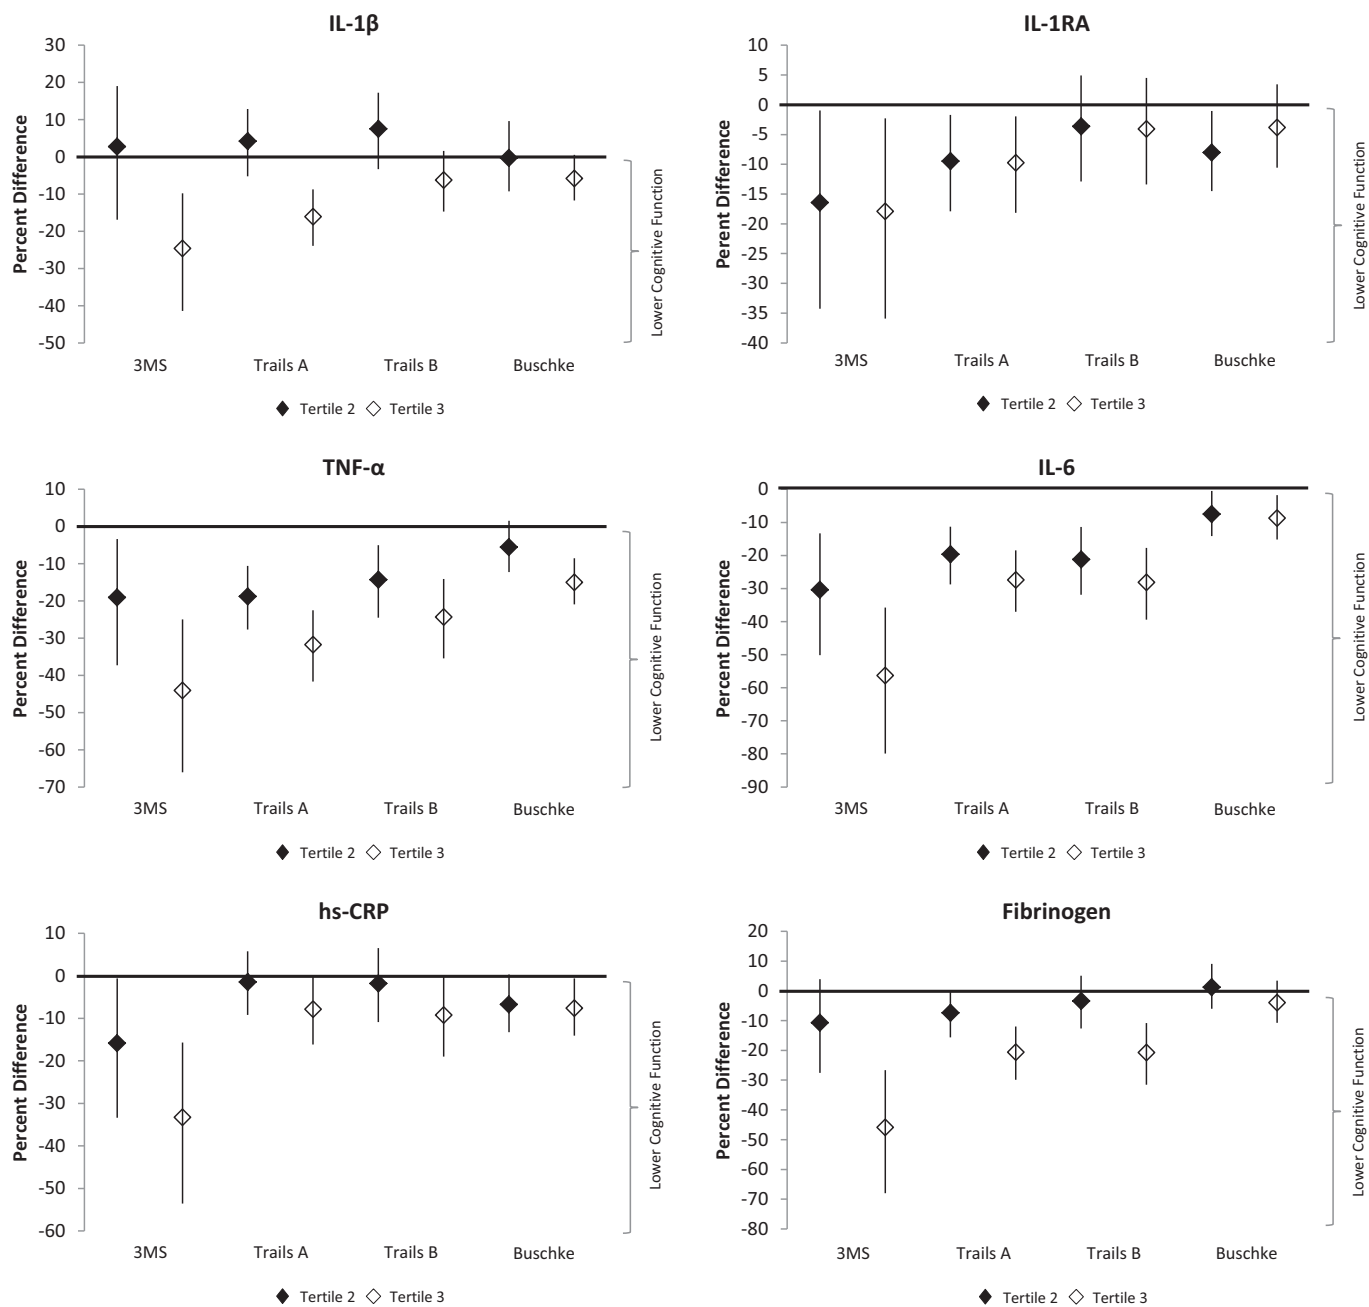 IL-1β
30
20
10
0
-10
-20
-30
-40
-50
Percent Difference
Lower Cognitive Function
3MS Trails A Trails B Buschke
Tertile 2 Tertile 3
IL-1RA
10
5
0
-5
-10
-15
-20
-25
-30
-35
-40
Perent Difference
Lower Cognitive Function
3MS Trails A Trails B Buschke
Tertile 2 Tertile 3
TNF-α
10
0
-10
-20
-30
-40
-50
-60
-70
Percent Difference
Lower Cognitive Function
3MS Trails A Trails B Buschke
Tertile 2 Tertile 3
IL-6
0
-10
-20
-30
-40
-50
-60
-70
-80
-90
Percent Difference
Lower Cognitive Function
3MS Trails A Trails B Buschke
Tertile 2 Tertile 3
hs-CRP
10
0
-10
-20
-30
-40
-50
-60
Percent Difference
Lower Cognitive Function
3MS Trails A Trails B Buschke
Tertile 2 Tertile 3
Fibrinogen
20
10
0
-10
-20
-30
-40
-50
-60
-70
-80
Percent Difference
Lower Cognitive Function
3MS Trails A Trails B Buschke
Tertile 2 Tertile 3